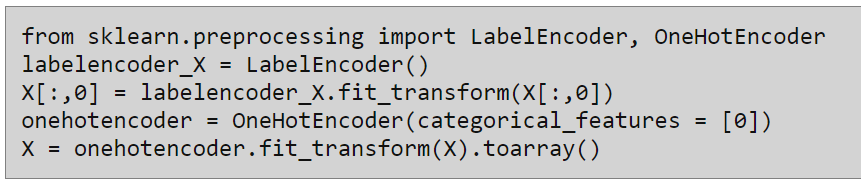 from sklearn.preprocessing import LabelEncoder, OneHotEncoder
labelencoder_X = LabelEncoder()
X[:,0] = labelencoder_X.fit_transform(X[:,0])
onehotencoder = OneHotEncoder(categorical_features = [0])
X = onehotencoder.fit_transform(X).toarray()